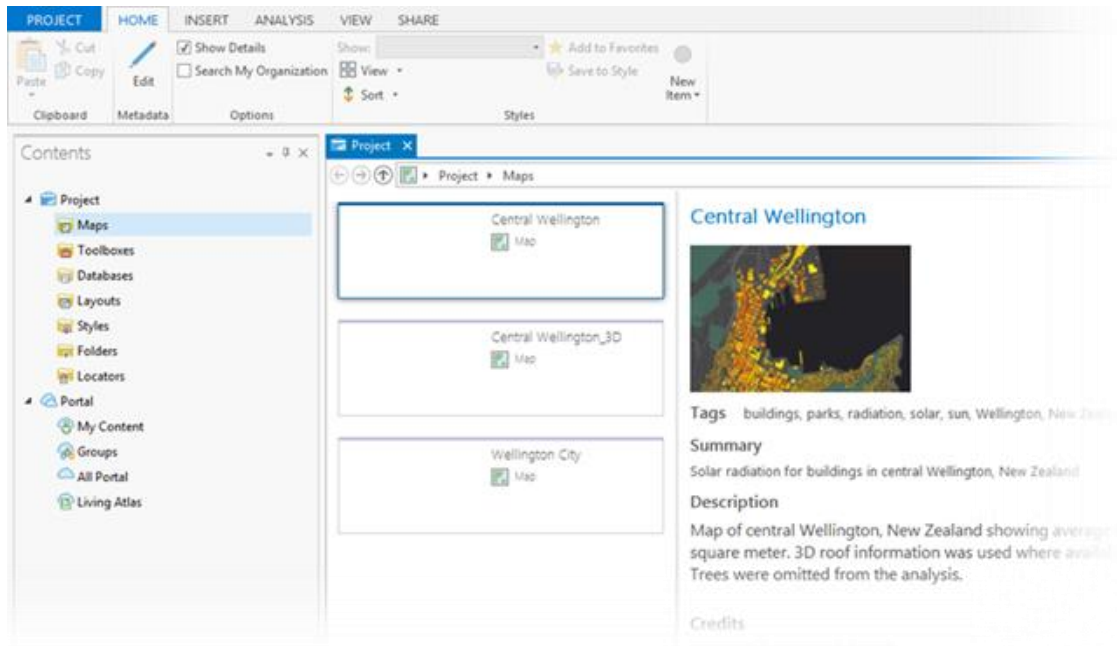 PROJECT HOME INSERT ANALYSIS VIEW SHARE
Cut
Copy
Paste
Clipboard
Edit
Metadata
Show Details
Search My Organization
Options
Show:
View
Sort
Add to Favorites
Save to Style
New
Item
Styles
Contents
Project
Maps
Toolboxes
Databases
Layouts
Styles
Folders
Locators
Portal
My Content
Groups
All Portal
Living Atlas
Project
Project Maps
Central Wellington
Map
Central Wellington_3D
Map
Wellington City
Map
Central Wellington
Tags buildings, parks, radiation, solar, sun, Wellington, New
Summary
Solar radiation for buildings in central Wellington, New Zealand
Description
Map of central Wellington, New Zealand showing average
square meter. 3D roof information was used where
Trees were omitted from the analysis.
Credits